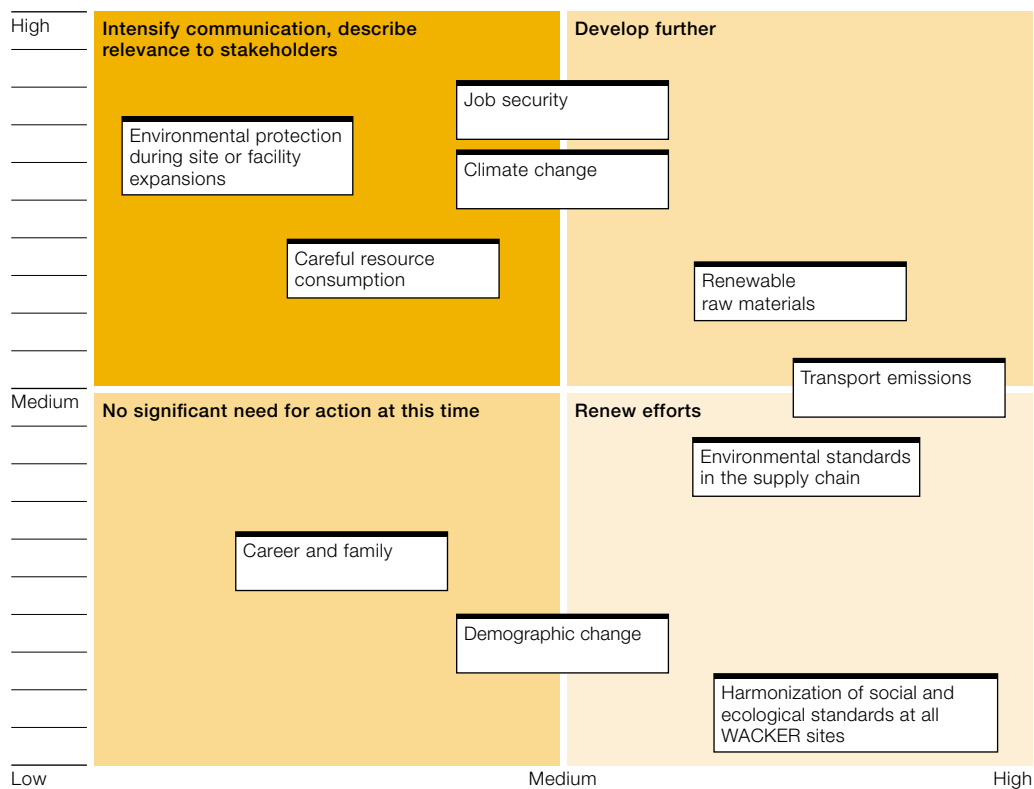 High
Intensify communication, describe
relevance to stakeholders
Develop further
Job security
Environmental protection
during site or facility
expansions
Climate change
Careful resource
consumption
Renewable
raw materials
Transport emissions
Medium
No significant need for action at this time
Renew efforts
Environmental standards
in the supply chain
Career and family
Demographic change
Harmonization of social and
ecological standards at all
WACKER sites
Low
Medium
High